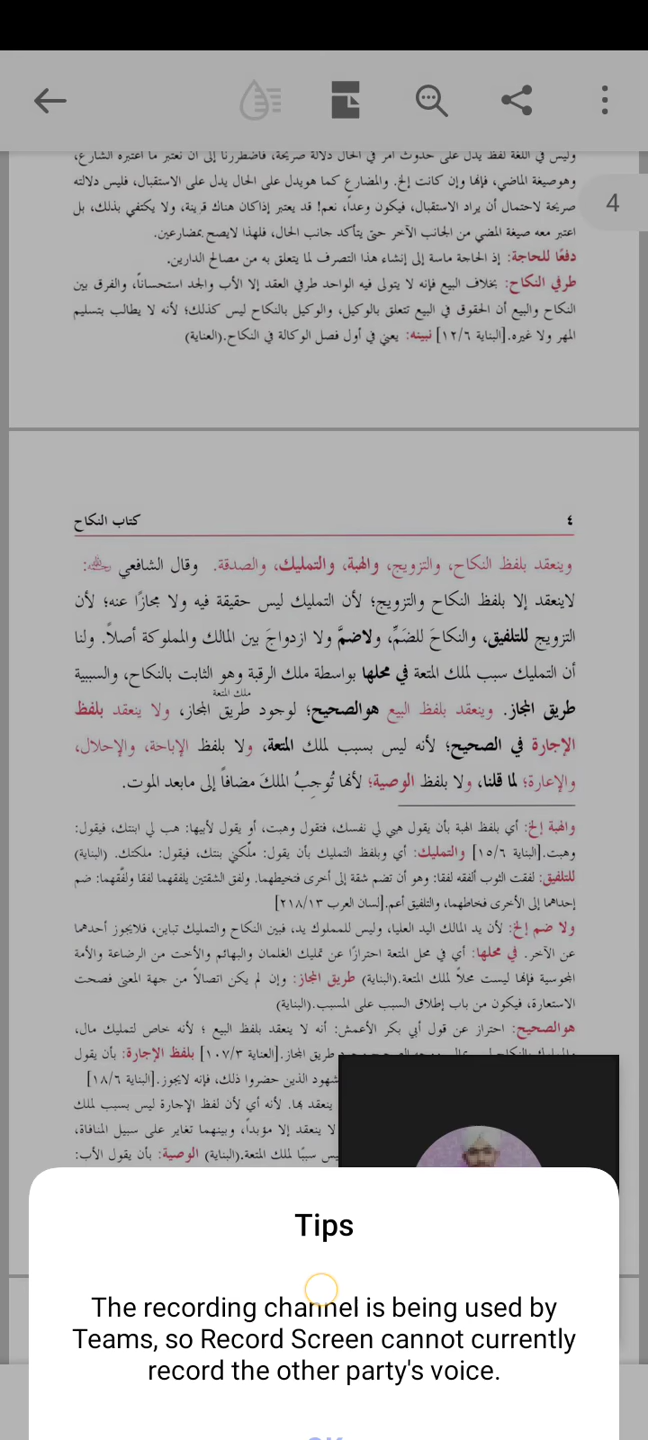 4
وليس في اللغة لفظ يدل على حدوث أمر في الحال دلالة صريحة، فاضطررنا إلى أن نعتبر ما اعتبره الشارع،
وهوصيغة الماضي، فإنها وإن كانت إلخ. والمضارع كما هويدل على الحال يدل على الاستقبال، فليس دلالته
صريحة لاحتمال أن يراد الاستقبال، فيكون وعداً، نعم! قد يعتبر إذاكان هناك قرينة، ولا يكتفي بذلك، بل
اعتبر معه صيغة المضي من الجانب الآخر حتى يتأكد جانب الحال، فلهذا لايصح بمضارعين.
دفعًا للحاجة: إذ الحاجة ماسة إلى إنشاء هذا التصرف لما يتعلق به من مصالح الدارين.
طرفي النكاح: بخلاف البيع فإنه لا يتولى فيه الواحد طرفي العقد إلا الأب والجد استحساناً، والفرق بين
النكاح والبيع أن الحقوق في البيع تتعلق بالوكيل، والوكيل بالنكاح ليس كذلك؛ لأنه لا يطالب بتسليم
المهر ولا غيره.[البناية ١٢/٦] نبينه: يعني في أول فصل الوكالة في النكاح.(العناية)
٤ كتاب النكاح
وينعقد بلفظ النكاح، والتزويج، والهبة، والتمليك، والصدقة. وقال الشافعي :
لاينعقد إلا بلفظ النكاح والتزويج؛ لأن التمليك ليس حقيقة فيه ولا مجازًا عنه؛ لأن
التزويج للتلفيق، والنكاحَ للضَمِّ، ولاضمَّ ولا ازدواجَ بين المالك والمملوكة أصلاً. ولنا
أن التمليك سبب لملك المتعة في محلها بواسطة ملك الرقبة وهو الثابت بالنكاح، والسببية
ملك المتعة
طريق المجاز. وينعقد بلفظ البيع هوالصحيح؛ لوجود طريق المجاز، ولا ينعقد بلفظ
الإجارة في الصحيح؛ لأنه ليس بسبب لملك المتعة، ولا بلفظ الإباحة، والإحلال،
والإعارة؛ لما قلنا، ولا بلفظ الوصية؛ لأنها تُوجِبُ الملكَ مضافاً إلى مابعد الموت.
والهبة إلخ: أي بلفظ الهبة بأن يقول هبي لي نفسك، فتقول وهبت، أو يقول لأبيها: هب لي ابنتك، فيقول:
وهبت.[البناية ١٥/٦] والتمليك: أي وبلفظ التمليك بأن يقول: ملّكني بنتك، فيقول: ملكتك. (البناية)
للتلفيق: لفقت الثوب ألفقه لفقا: وهو أن تضم شقة إلى أخرى فتخيطهما. ولفق الشقتين يلفقهما لفقا ولفّقهما: ضم
إحداهما إلى الأخرى فخاطهما، والتلفيق أعم.[لسان العرب ٢١٨/١٣]
ولا ضم إلخ: لأن يد المالك اليد العليا، وليس للمملوك يد، فبين النكاح والتمليك تباين، فلايجوز أحدهما
عن الآخر. في محلها: أي في محل المتعة احترازًا عن تمليك الغلمان والبهائم والأخت من الرضاعة والأمة
المجوسية فإنها ليست محلاً لملك المتعة.(البناية) طريق المجاز: وإن لم يكن اتصالاً من جهة المعنى فصحت
الاستعارة، فيكون من باب إطلاق السبب على المسبب.(البناية)
هوالصحيح: احتراز عن قول أبي بكر الأعمش: أنه لا ينعقد بلفظ البيع ؛ لأنه خاص لتمليك مال،
طريق المجاز.[العناية ١٠٧/٣] بلفظ الإجارة: بأن يقول
شهود الذين حضروا ذلك، فإنه لايجوز.[البناية ١٨/٦]
ينعقد بها. لأنه أي لأن لفظ الإجارة ليس بسبب لملك
لا ينعقد إلا مؤبداً، وبينهما تغاير على سبيل المنافاة،
سببًا لملك المتعة.(البناية) الوصية: بأن يقول الأب:
Tips
The recording channel is being used by
Teams, so Record Screen cannot currently
record the other party's voice.